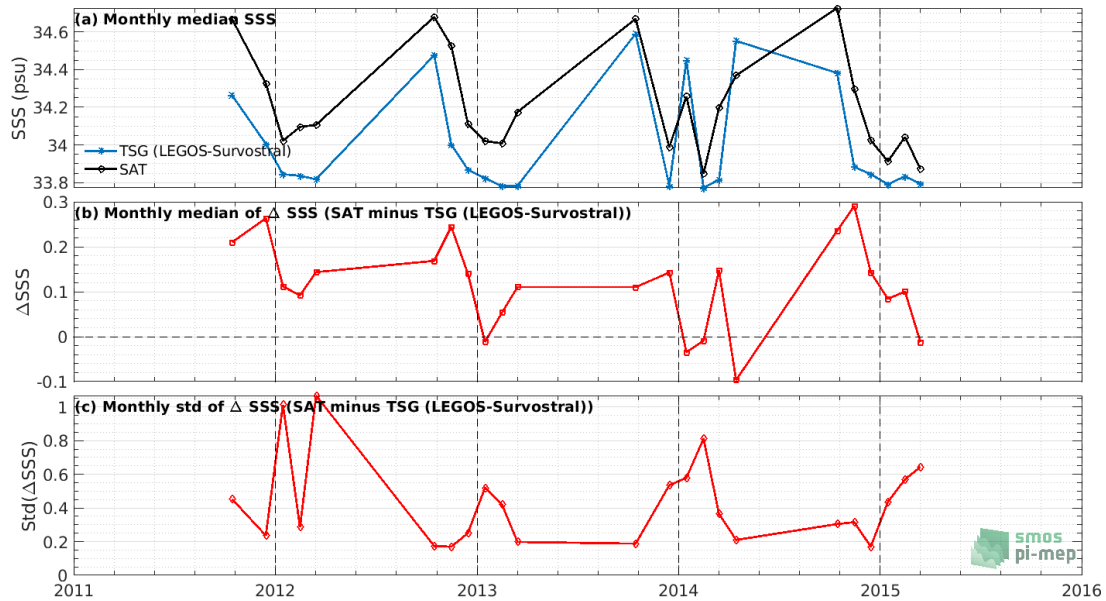 (a) Monthly median SSS
34.6
34.4
34.2
34
33.8
SSS (psu)
TSG (LEGOS-Survostral)
SAT
(b) Monthly median of Δ SSS (SAT minus TSG (LEGOS-Survostral))
0.3
0.2
0.1
0
-0.1
ΔSSS
(c) Monthly std of Δ SSS (SAT minus TSG (LEGOS-Survostral))
1
0.8
0.6
0.4
0.2
0
Std(ΔSSS)
2011 2012 2013 2014 2015 2016
smos
pi-mep